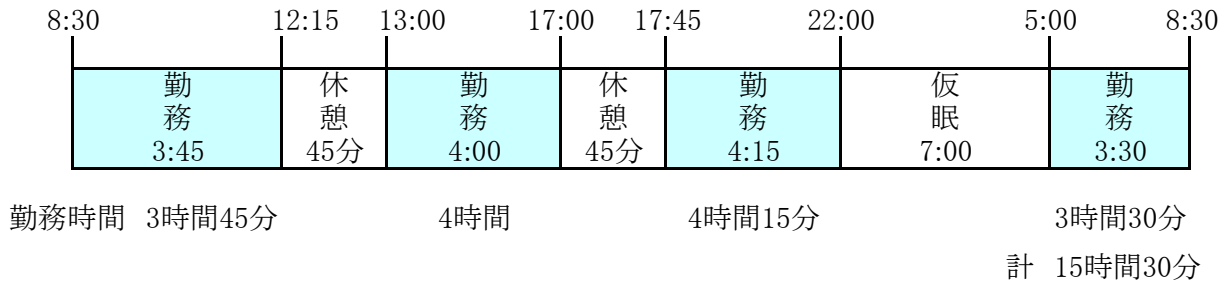 8:30 12:15 13:00 17:00 17:45 22:00 5:00 8:30
勤務 休憩 勤務 休憩 勤務 仮眠 勤務
3:45 45分 4:00 45分 4:15 7:00 3:30
勤務時間 3時間45分 4時間 4時間15分 3時間30分
計 15時間30分